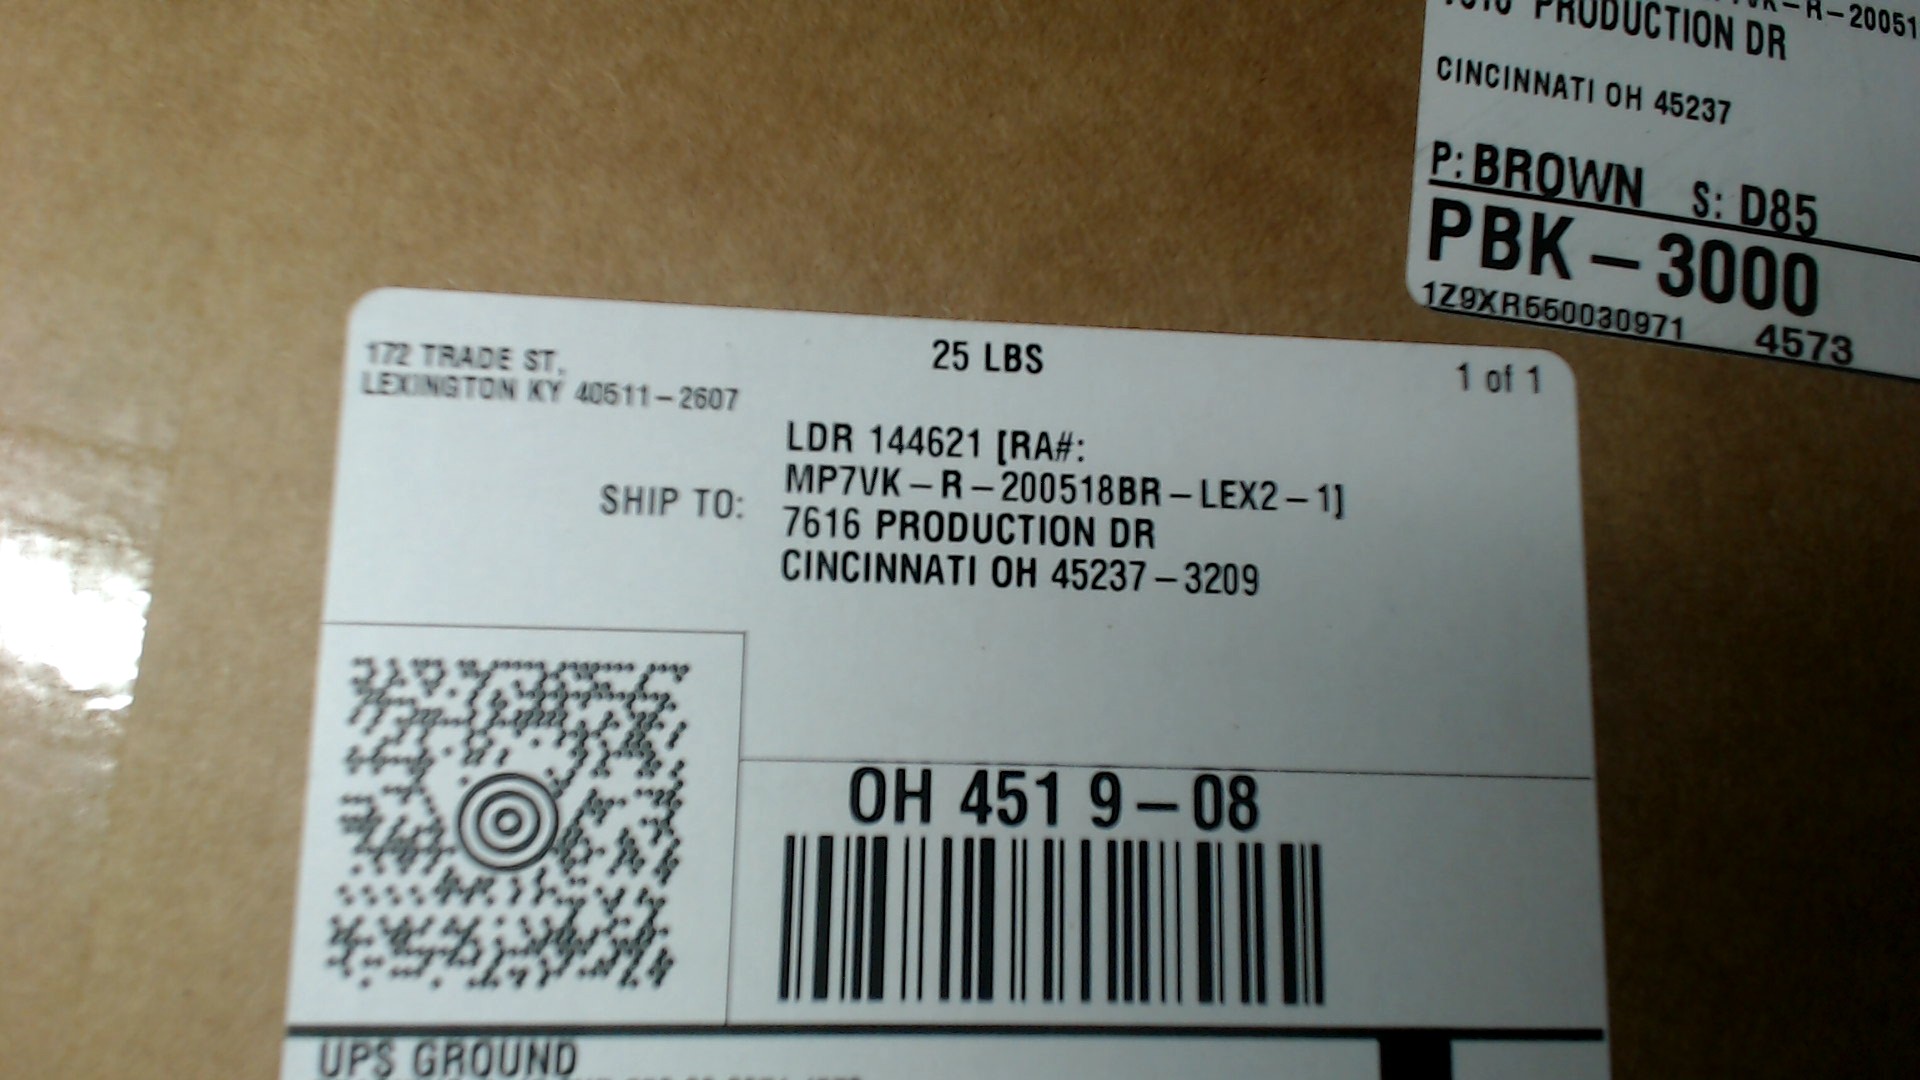 PRODUCTION DR
CINCINNATI OH 45237
P: BROWN S: D85
PBK-3000
1Z9XR660030971 4573
172 TRADE ST,
LEXINGTON KY 40511-2607
25 LBS
1 of 1
SHIP TO:
LDR 144621 [RA#:
MP7VK-R-200518BR-LEX2-1]
7616 PRODUCTION DR
CINCINNATI OH 45237-3209
OH 451 9-08
UPS GROUND